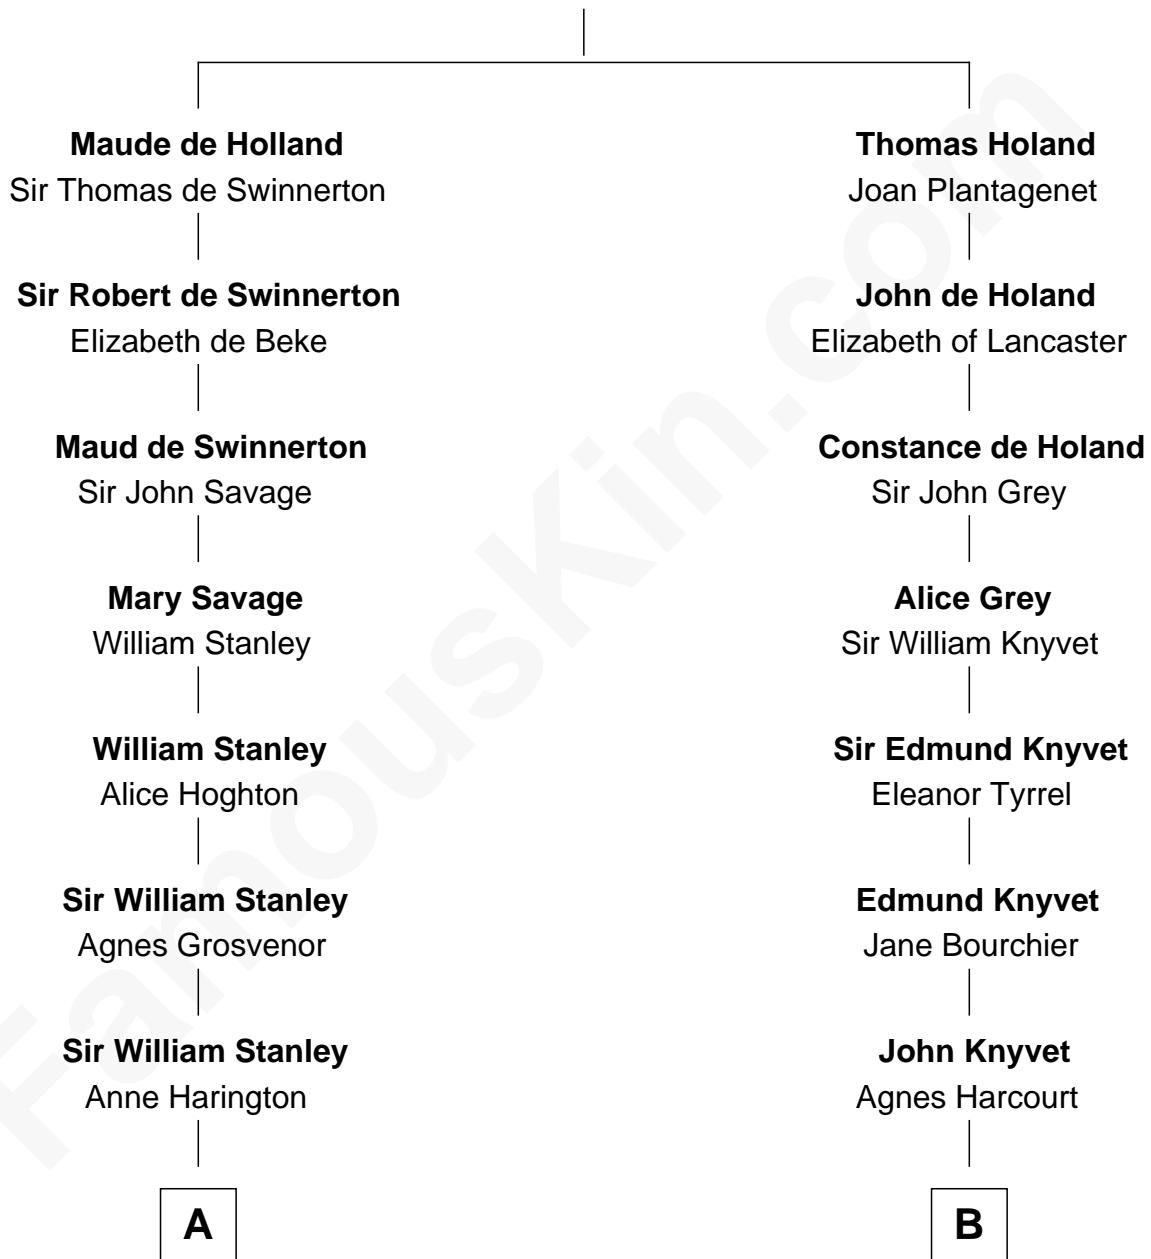 Maude de Holland
Sir Thomas de Swinnerton
Sir Robert de Swinnerton
Elizabeth de Beke
Maud de Swinnerton
Sir John Savage
Mary Savage
William Stanley
William Stanley
Alice Hoghton
Sir William Stanley
Agnes Grosvenor
Sir William Stanley
Anne Harington
A
Thomas Holand
Joan Plantagenet
John de Holand
Elizabeth of Lancaster
Constance de Holand
Sir John Grey
Alice Grey
Sir William Knyvet
Sir Edmund Knyvet
Eleanor Tyrrel
Edmund Knyvet
Jane Bourchier
John Knyvet
Agnes Harcourt
B
FamousKin.com